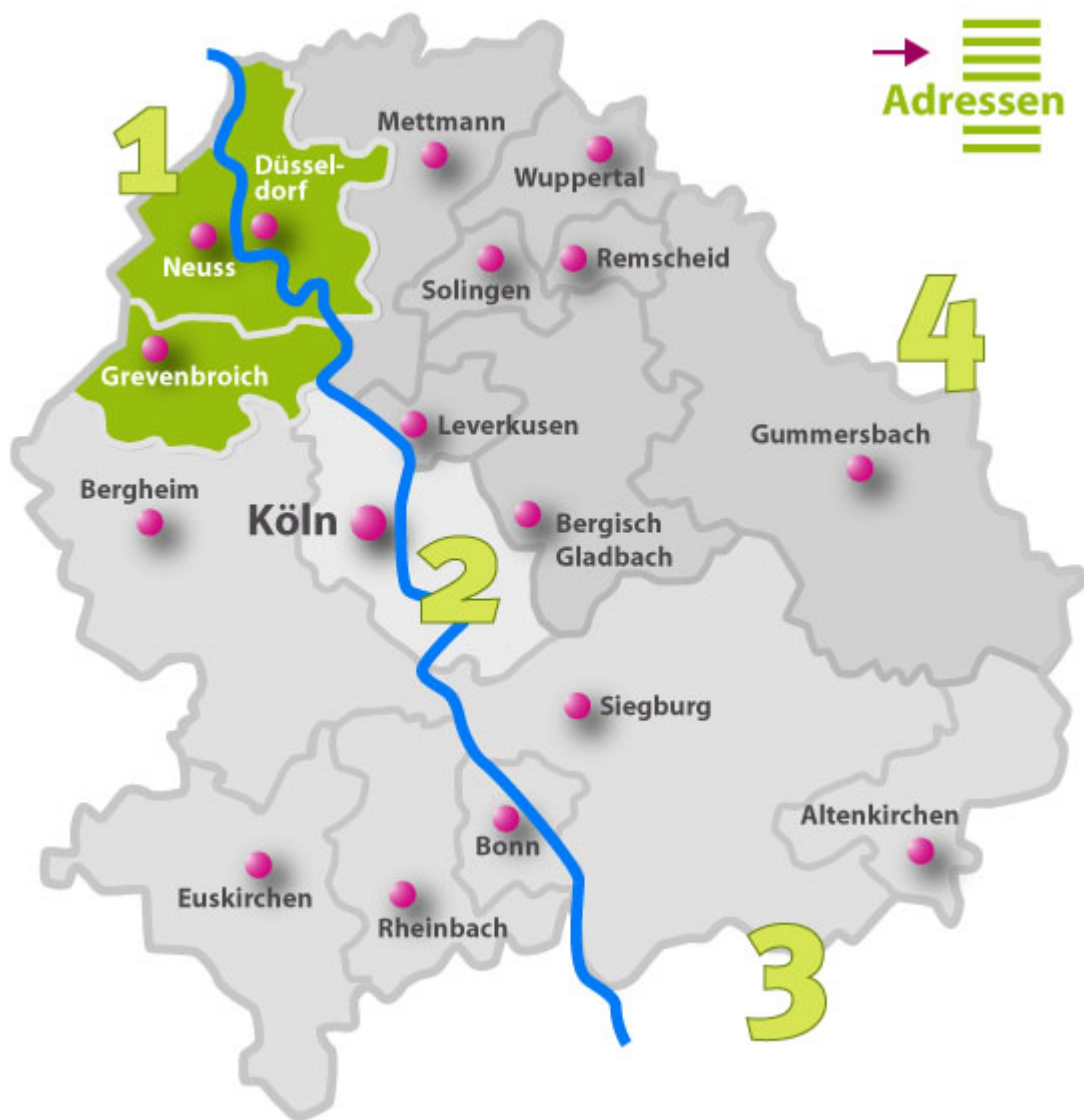 Adressen
1
Mettmann
Wuppertal
Düssel-
dorf
Neuss
Solingen
Remscheid
4
Grevenbroich
Leverkusen
Gummersbach
Bergheim
Köln
Bergisch
Gladbach
2
Siegburg
Altenkirchen
Bonn
Euskirchen
Rheinbach
3